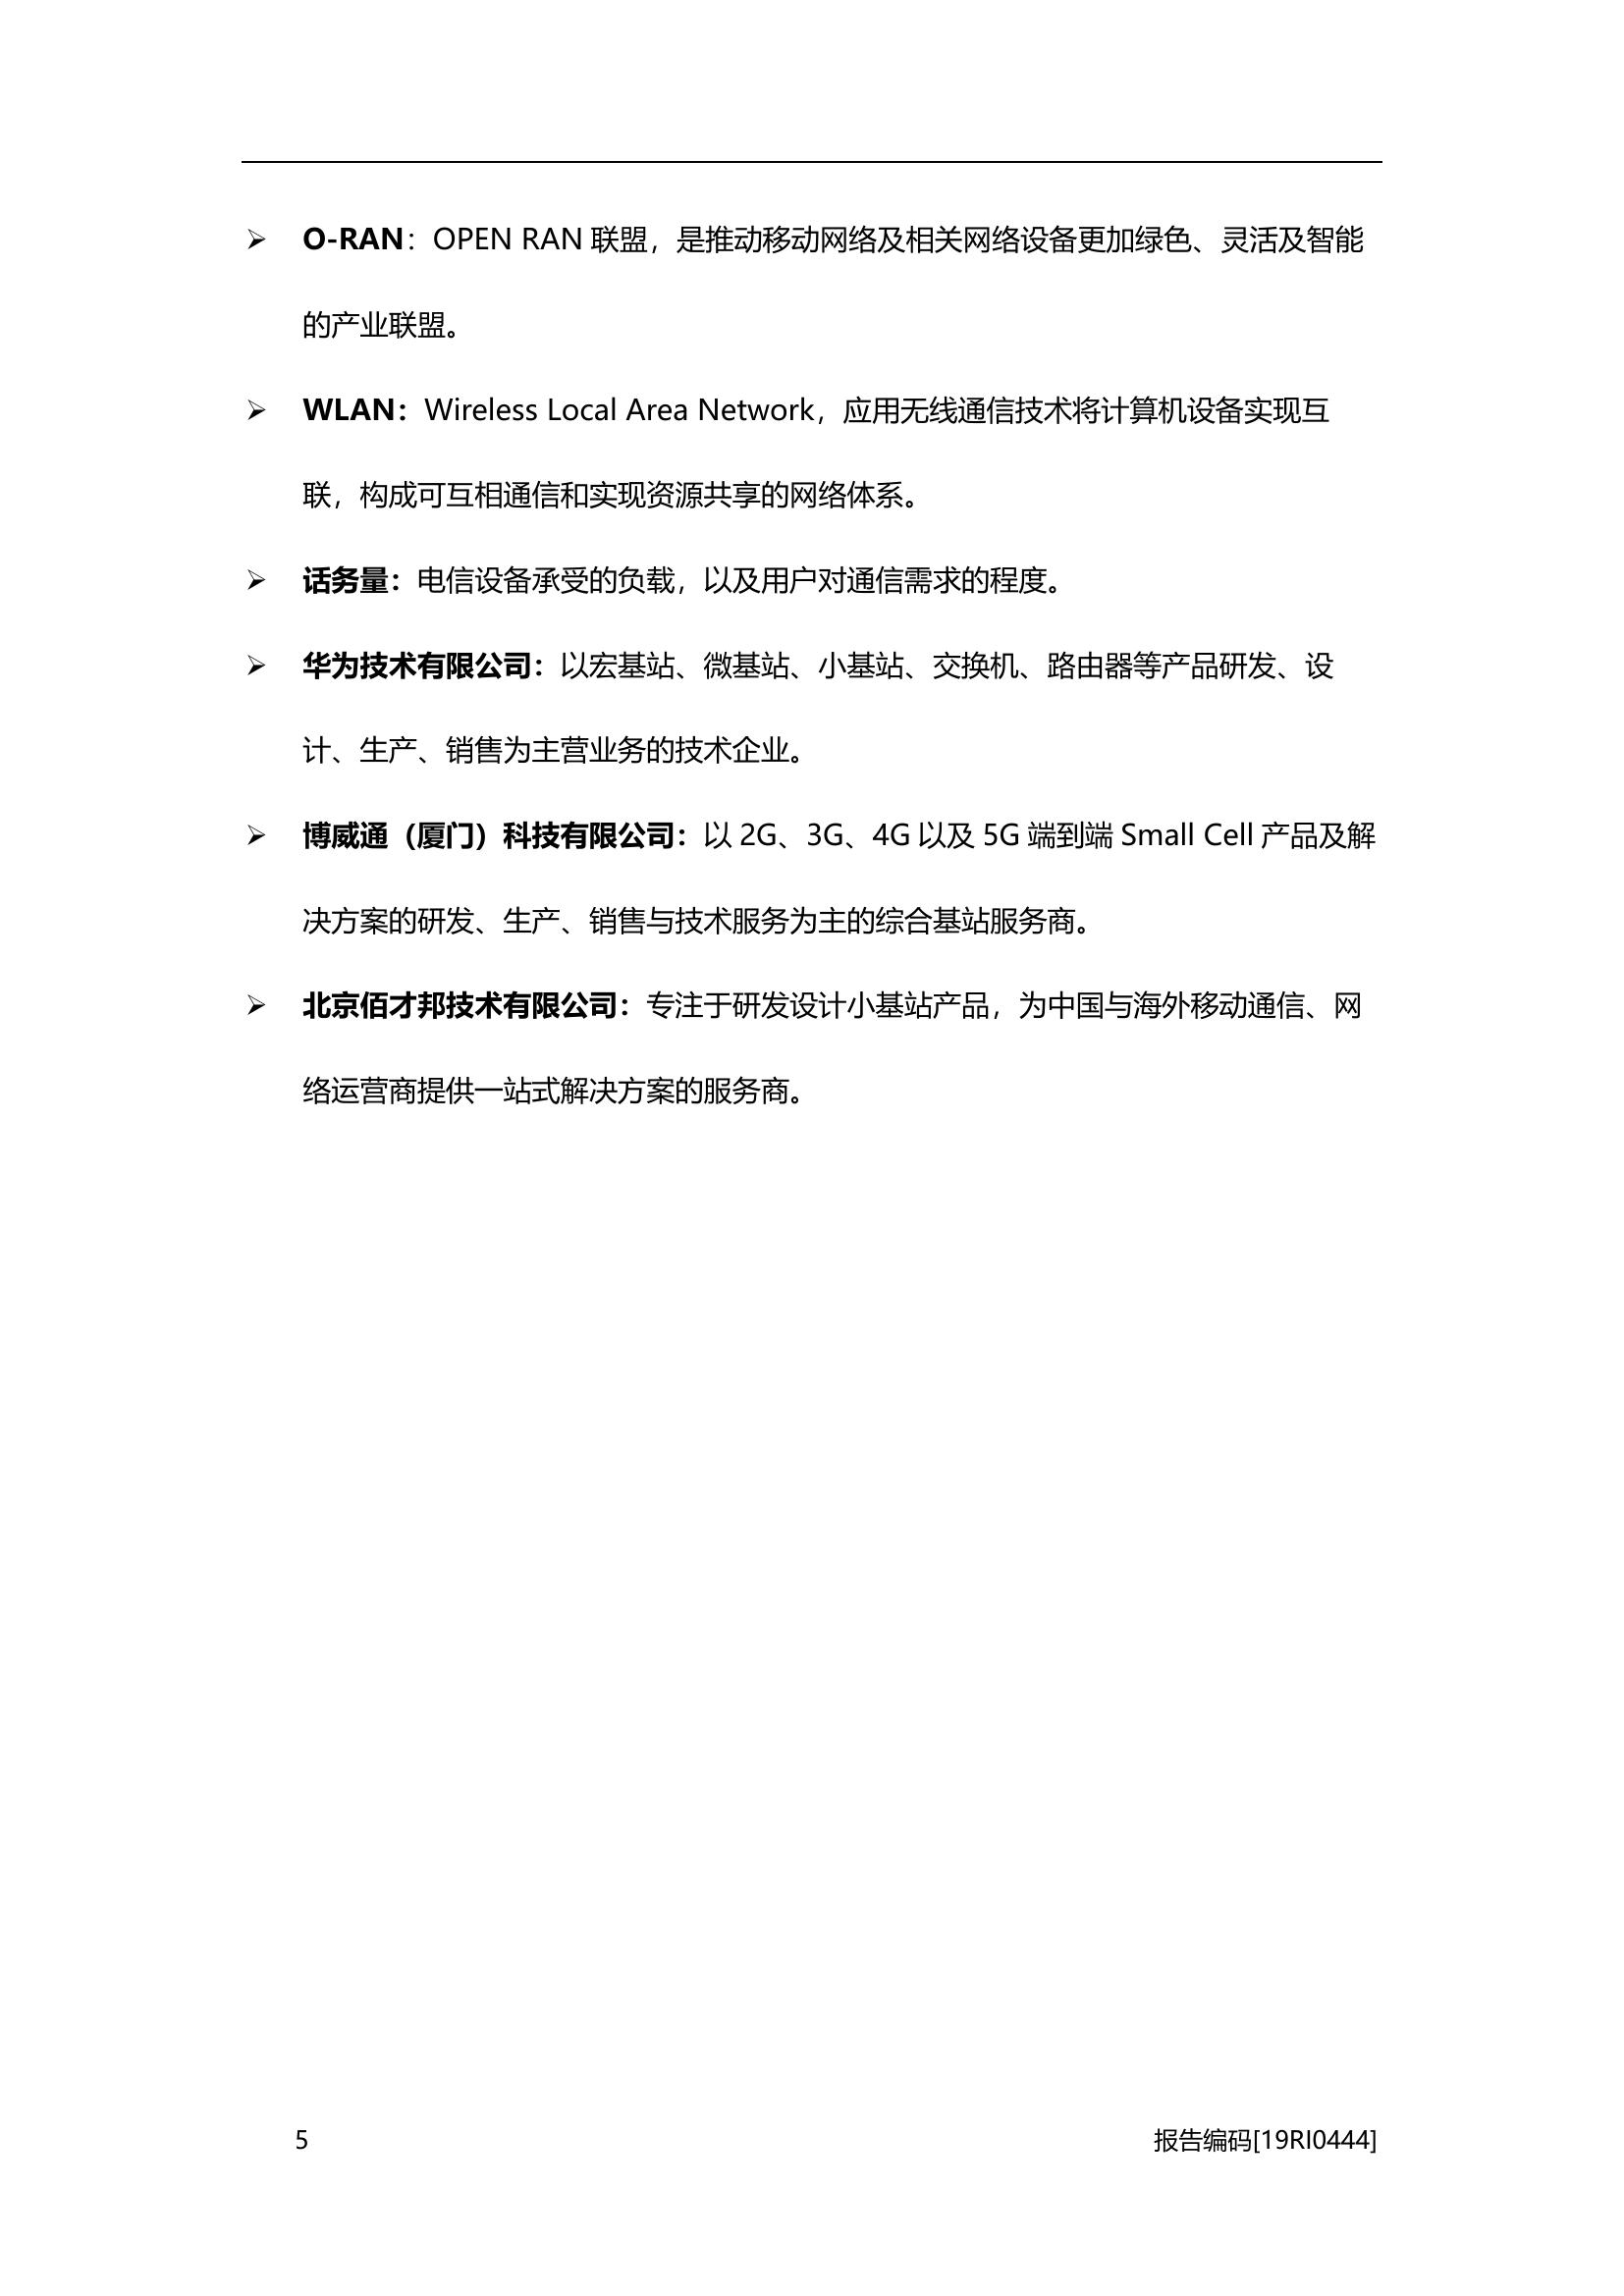 ➢ O-RAN：OPEN RAN 联盟，是推动移动网络及相关网络设备更加绿色、灵活及智能
的产业联盟。
➢ WLAN：Wireless Local Area Network，应用无线通信技术将计算机设备实现互
联，构成可互相通信和实现资源共享的网络体系。
➢ 话务量：电信设备承受的负载，以及用户对通信需求的程度。
➢ 华为技术有限公司：以宏基站、微基站、小基站、交换机、路由器等产品研发、设
计、生产、销售为主营业务的技术企业。
➢ 博威通（厦门）科技有限公司：以 2G、3G、4G 以及 5G 端到端 Small Cell 产品及解
决方案的研发、生产、销售与技术服务为主的综合基站服务商。
➢ 北京佰才邦技术有限公司：专注于研发设计小基站产品，为中国与海外移动通信、网
络运营商提供一站式解决方案的服务商。
5 报告编码[19RI0444]